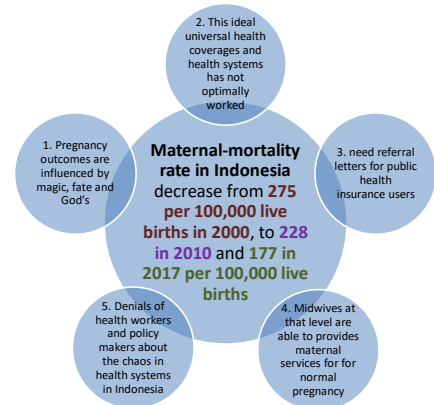 2. This ideal
universal health
coverages and
health systems
has not
optimally
worked
1. Pregnancy
outcomes are
influenced by
magic, fate and
God's
Maternal-mortality
rate in Indonesia
decrease from 275
per 100,000 live
births in 2000, to 228
in 2010 and 177 in
2017 per 100,000 live
births
3. need referral
letters for public
health
insurance users
5. Denials of
health workers
and policy
makers about
the chaos in
health systems
in Indonesia
4. Midwives at
that level are
able to provides
maternal
services for for
normal
pregnancy